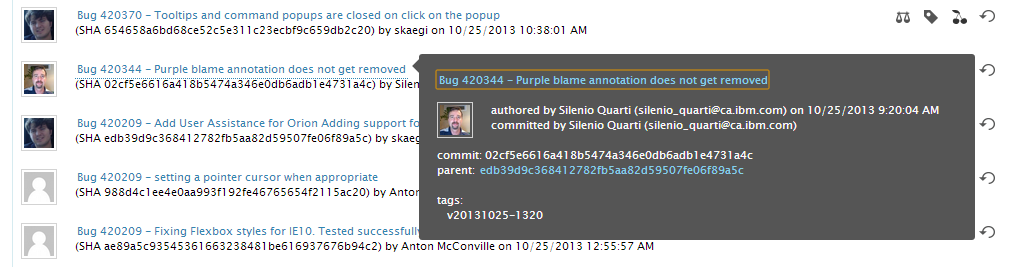 Bug 420370 – Tooltips and command popups are closed on click on the popup
(SHA 654658a6bd68ce52c5e311c23ecbf9c659db2c20) by skaegi on 10/25/2013 10:38:01 AM
Bug 420344 – Purple blame annotation does not get removed
(SHA 02cf5e6616a418b5474a346e0db6adb1e4731a4c) by Silen
Bug 420344 – Purple blame annotation does not get removed
authored by Silenio Quarti (silenio_quarti@ca.ibm.com) on 10/25/2013 9:20:04 AM
committed by Silenio Quarti (silenio_quarti@ca.ibm.com)
commit: 02cf5e6616a418b5474a346e0db6adb1e4731a4c
parent: edb39d9c368412782fb5aa82d59507fe06f89a5c
tags:
v20131025-1320
Bug 420209 – Add User Assistance for Orion Adding support fo
(SHA edb39d9c368412782fb5aa82d59507fe06f89a5c) by skaeg
Bug 420209 – setting a pointer cursor when appropriate
(SHA 988d4c1ee4e0aa993f192fe46765654f2115ac20) by Anton
Bug 420209 – Fixing Flexbox styles for IE10. Tested successfull
(SHA ae89a5c93545361663238481be616937676b94c2) by Anton McConville on 10/25/2013 12:55:57 AM